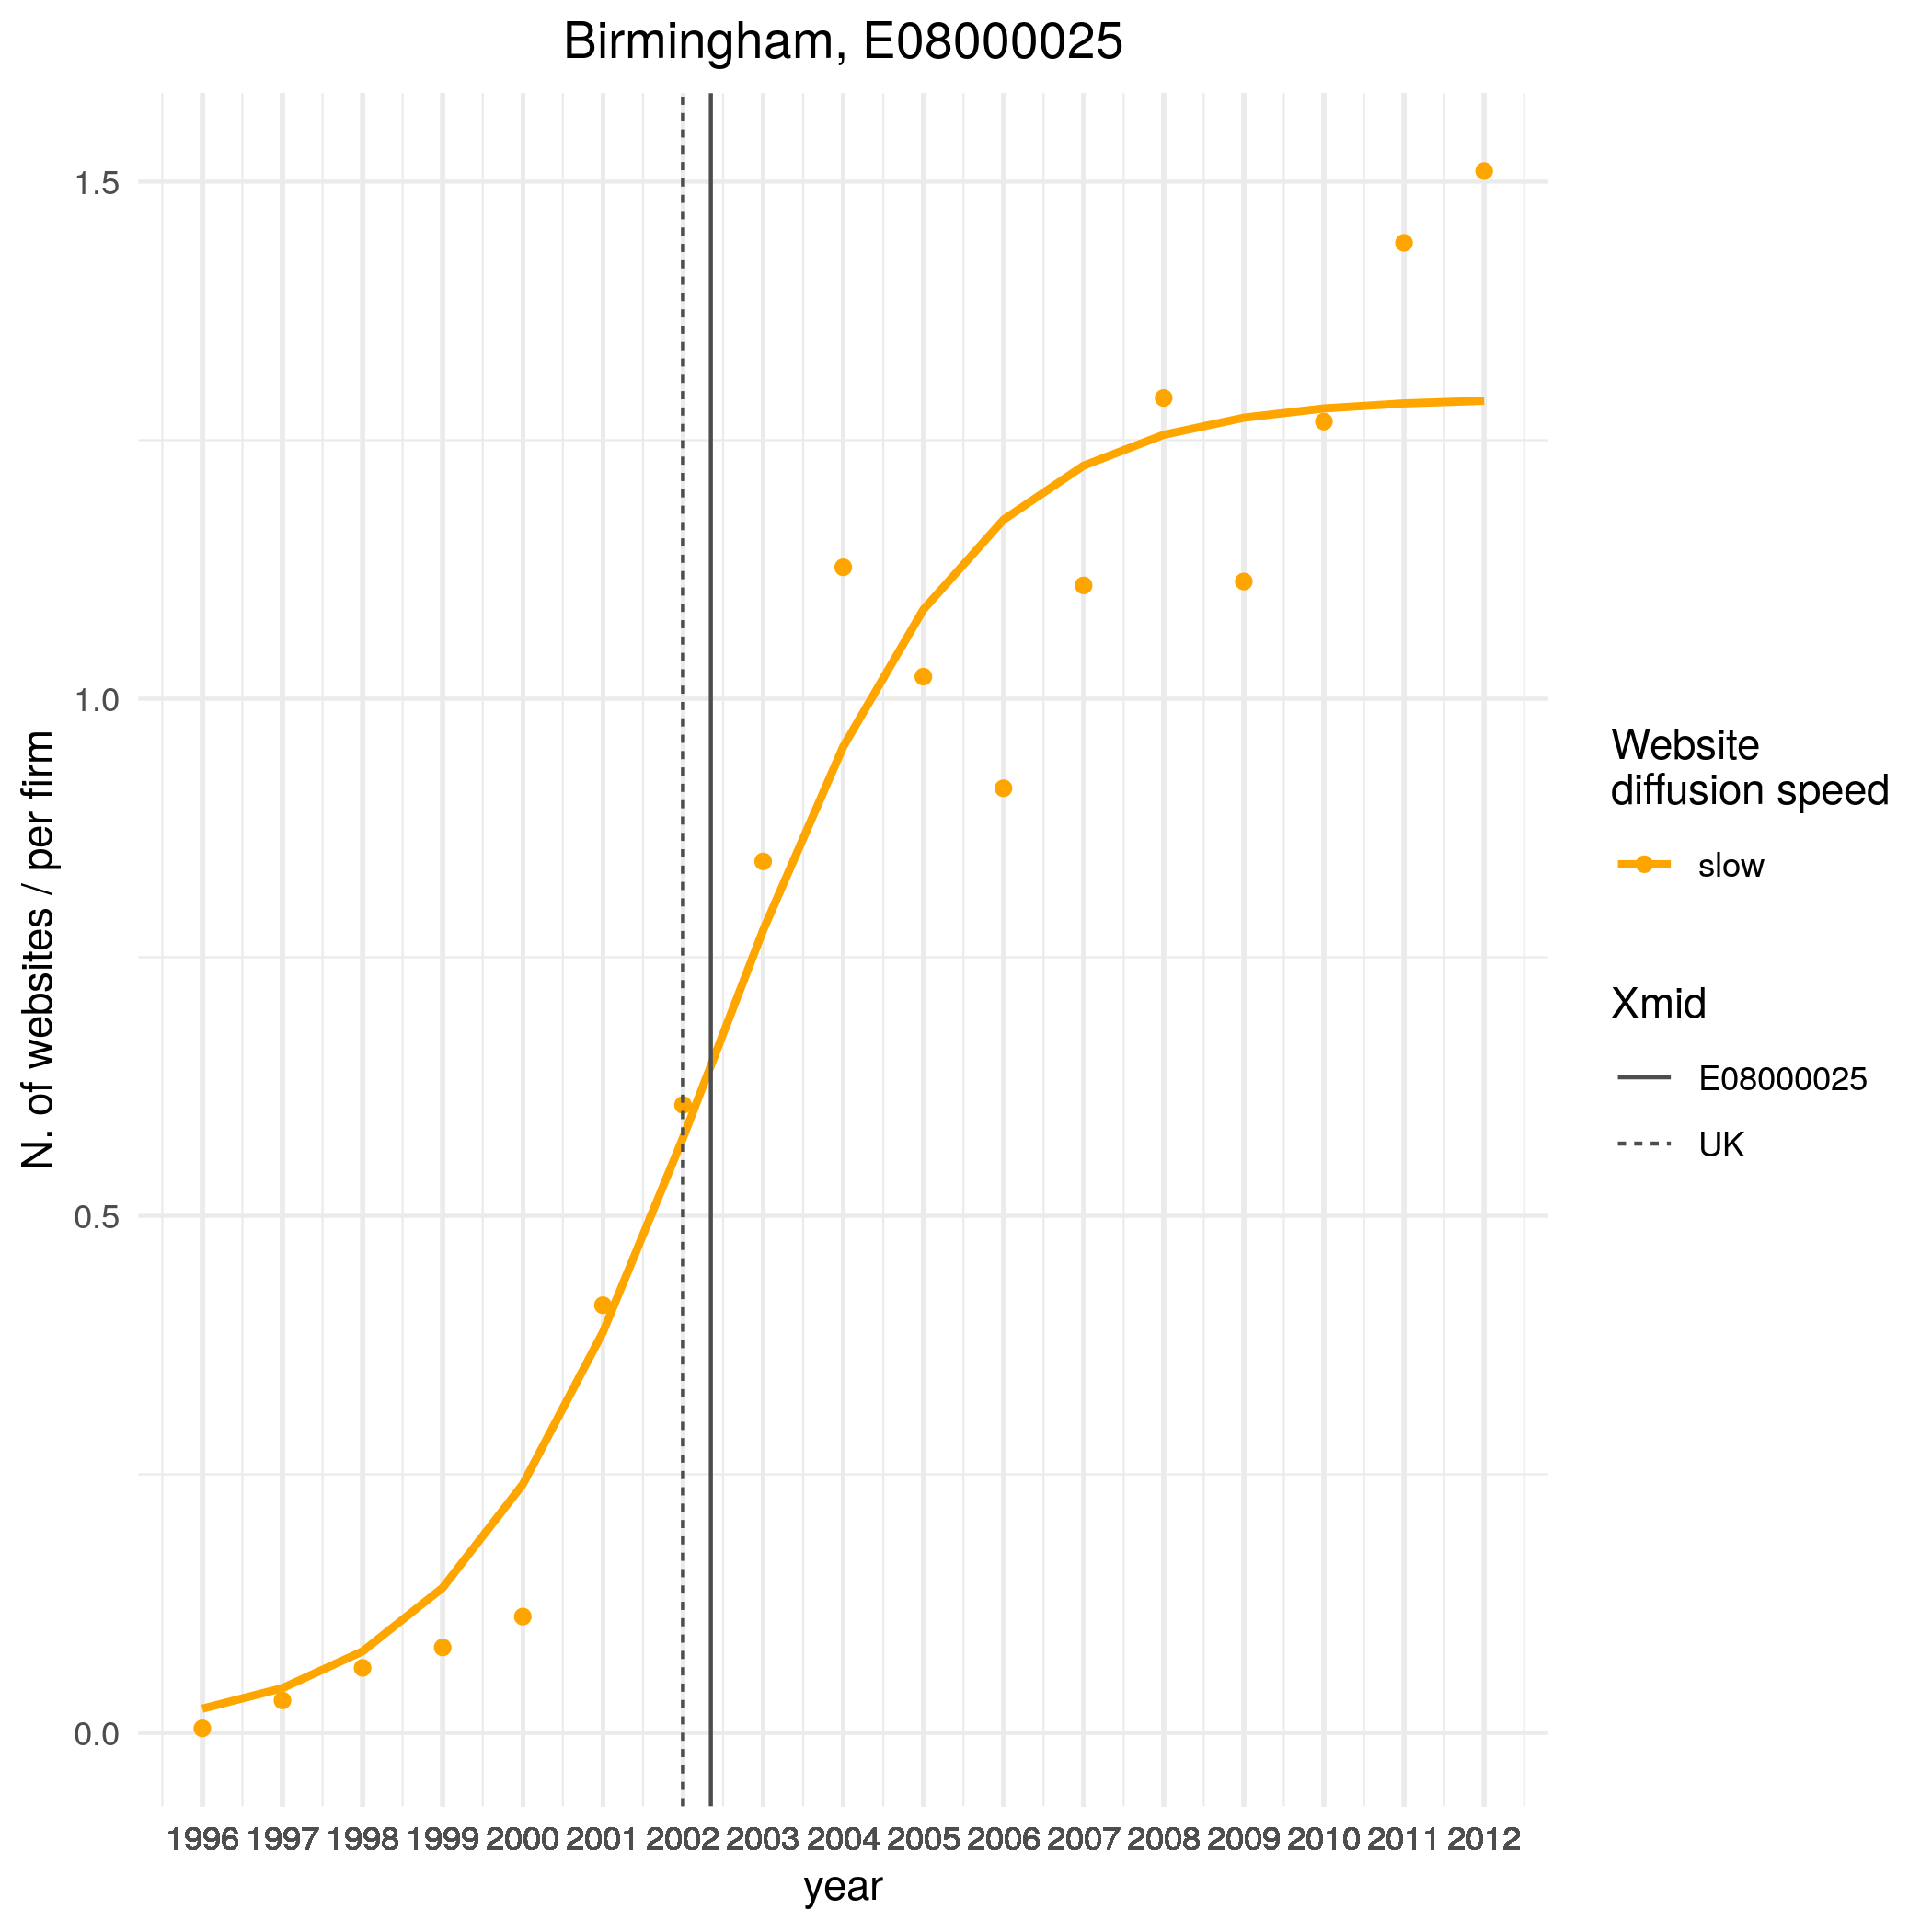 Birmingham, E08000025
1.5
1.0
0.5
0.0
N. of websites / per firm
1996 1997 1998 1999 2000 2001 2002 2003 2004 2005 2006 2007 2008 2009 2010 2011 2012
year
Website
diffusion speed
slow
Xmid
E08000025
UK